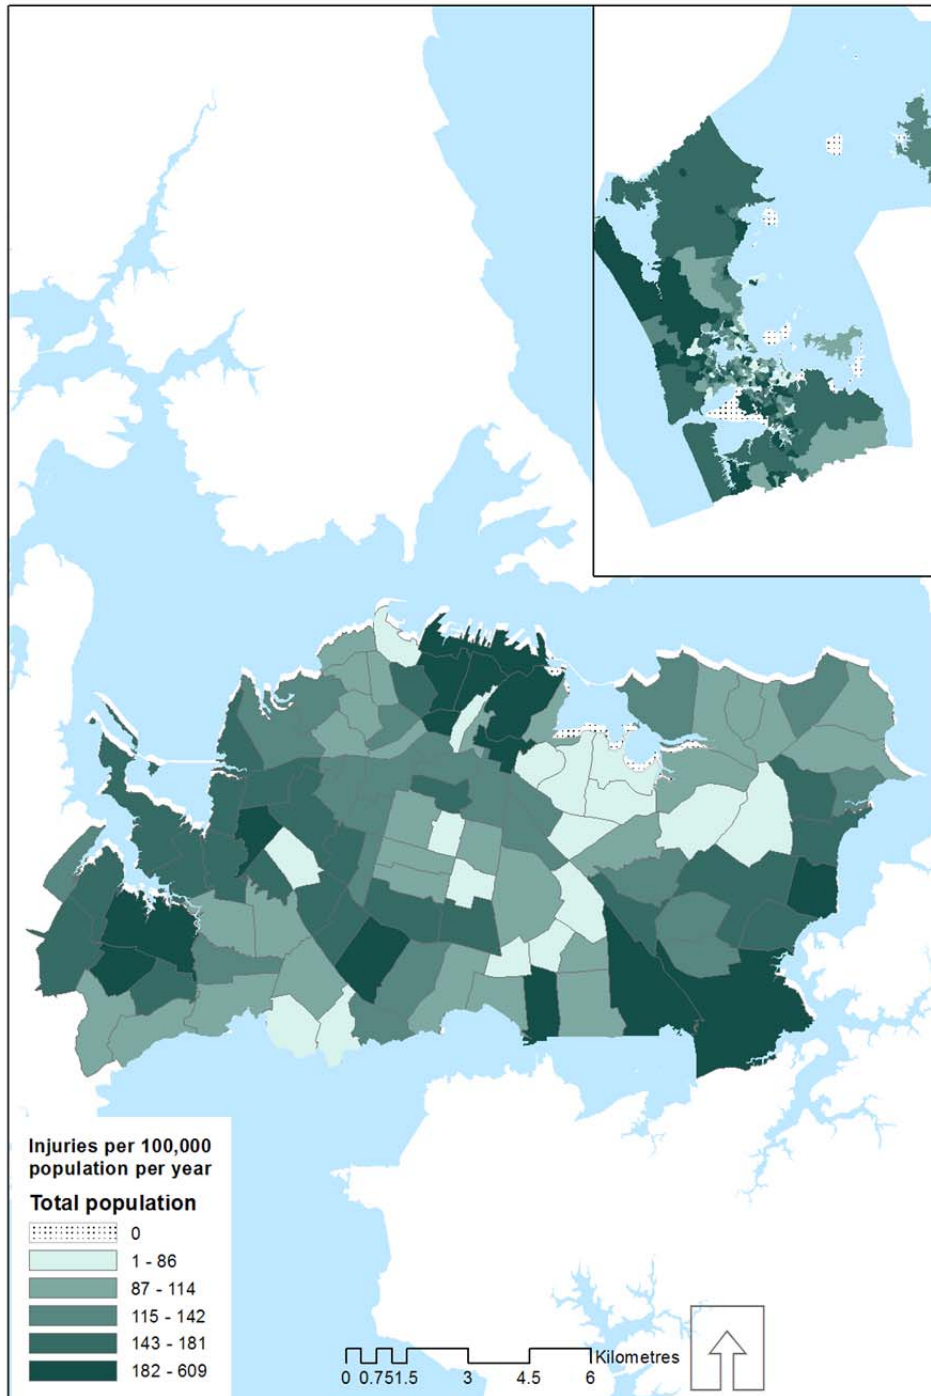 Injuries per 100,000
population per year
Total population
0
1 - 86
87 - 114
115 - 142
143 - 181
182 - 609
Kilometres
0 0.751.5 3 4.5 6